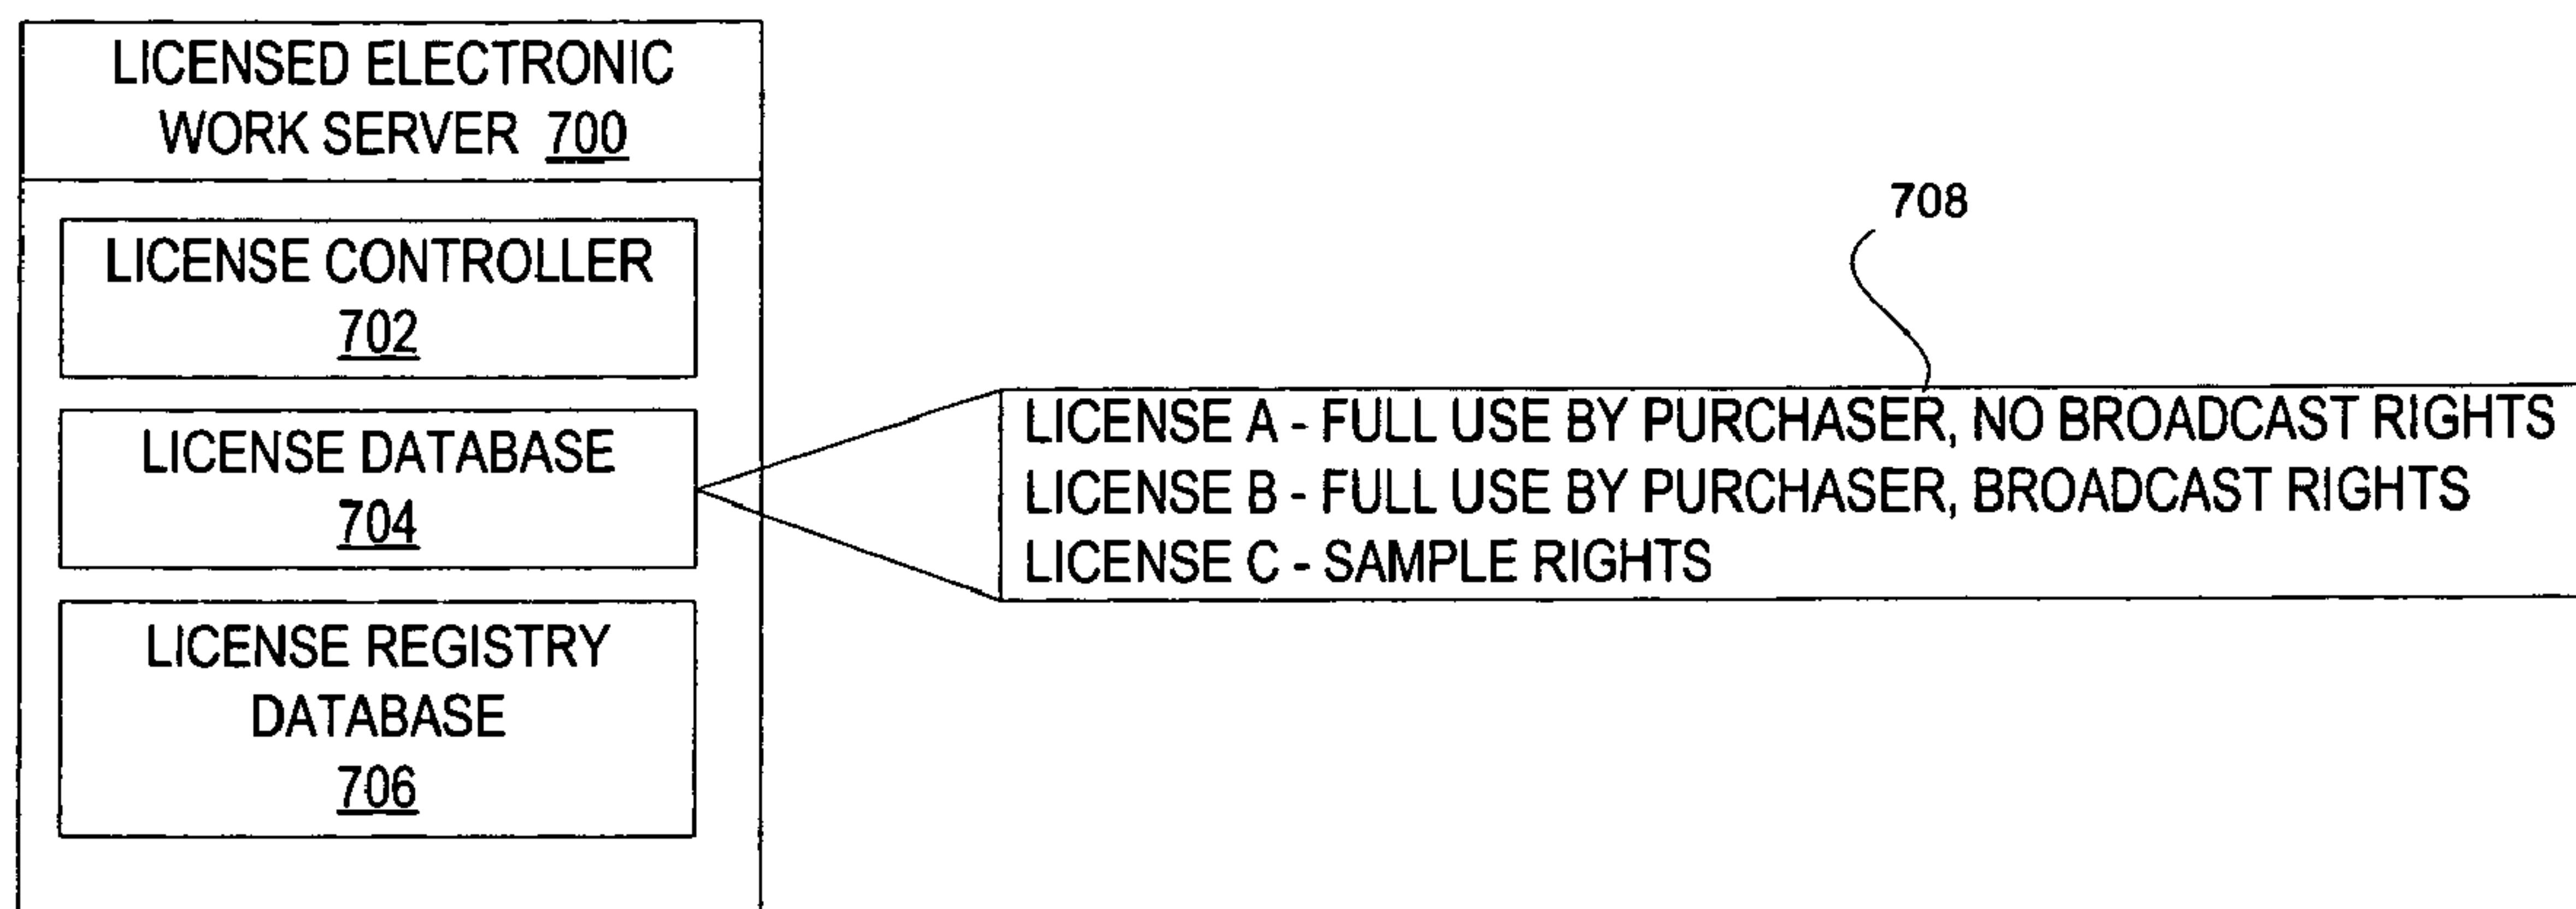 LICENSED ELECTRONIC
WORK SERVER 700
LICENSE CONTROLLER
702
LICENSE DATABASE
704
LICENSE REGISTRY
DATABASE
706
708
LICENSE A - FULL USE BY PURCHASER, NO BROADCAST RIGHTS
LICENSE B - FULL USE BY PURCHASER, BROADCAST RIGHTS
LICENSE C - SAMPLE RIGHTS